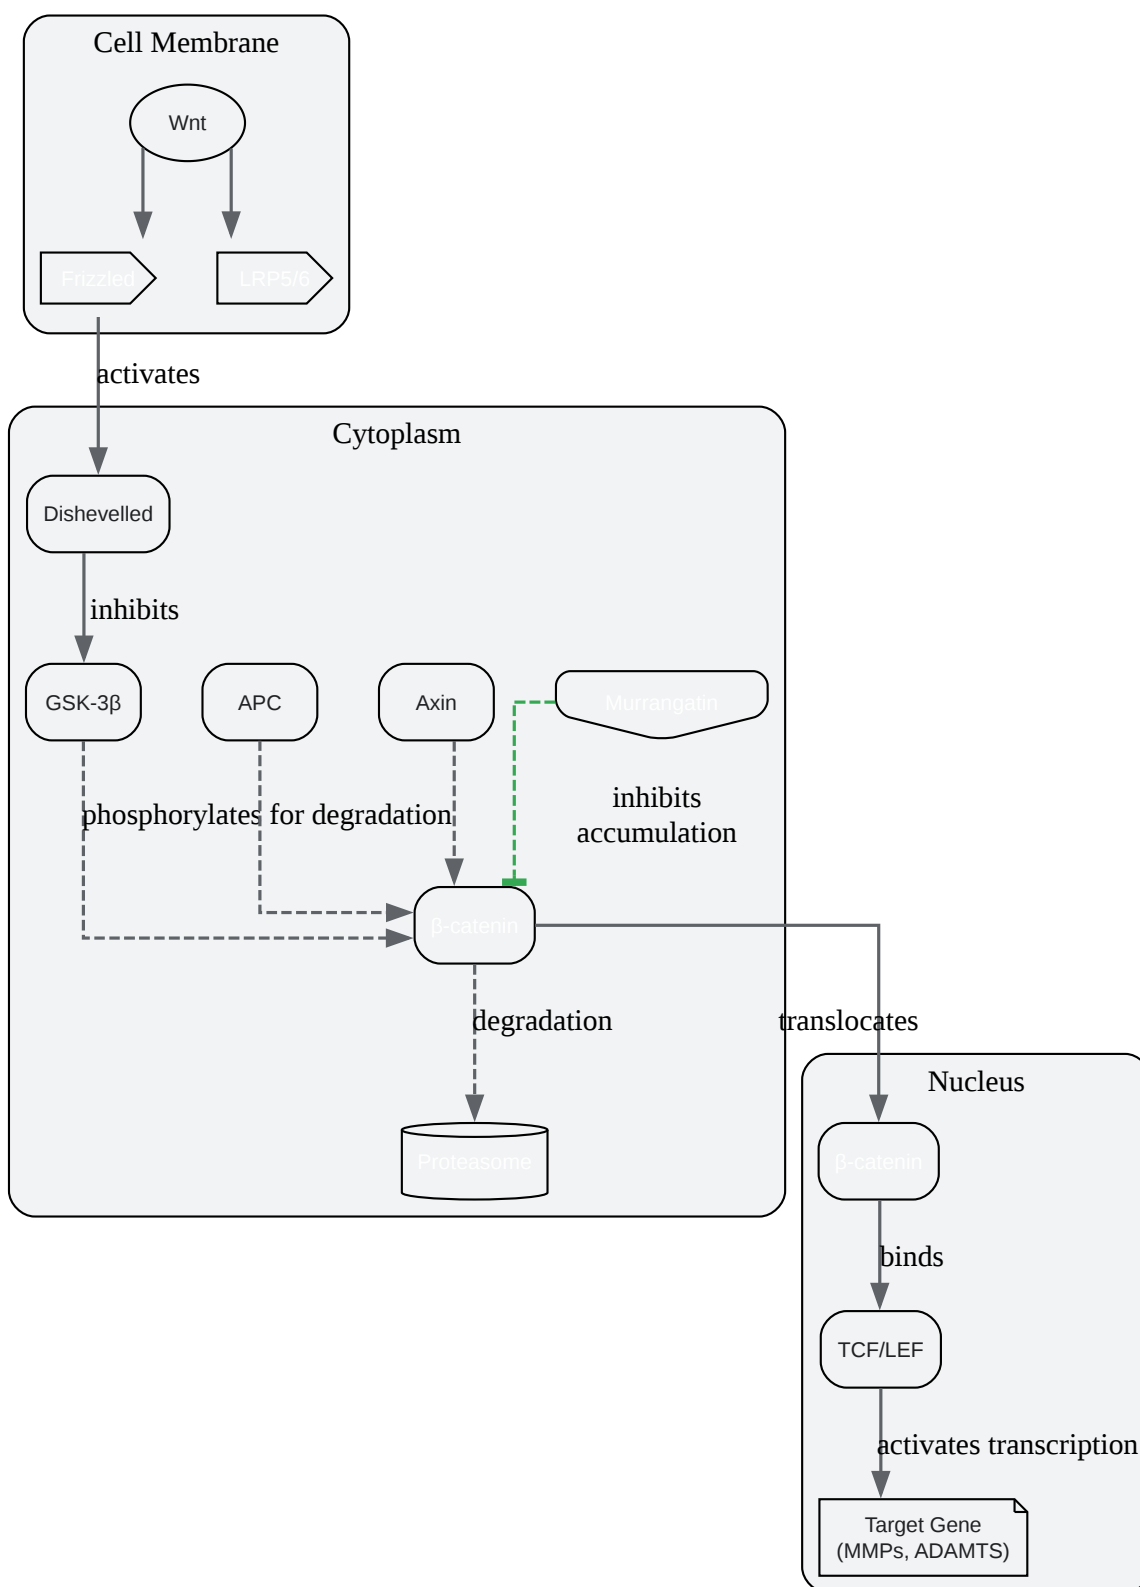 Cell Membrane
Wnt
Frizzled
LRP5/6
activates
Cytoplasm
Dishevelled
inhibits
GSK-3β
APC
Axin
Murrangatin
phosphorylates for degradation
inhibits
accumulation
β-catenin
degradation
translocates
Nucleus
Proteasome
β-catenin
binds
TCF/LEF
activates transcription
Target Gene
(MMPs, ADAMTS)